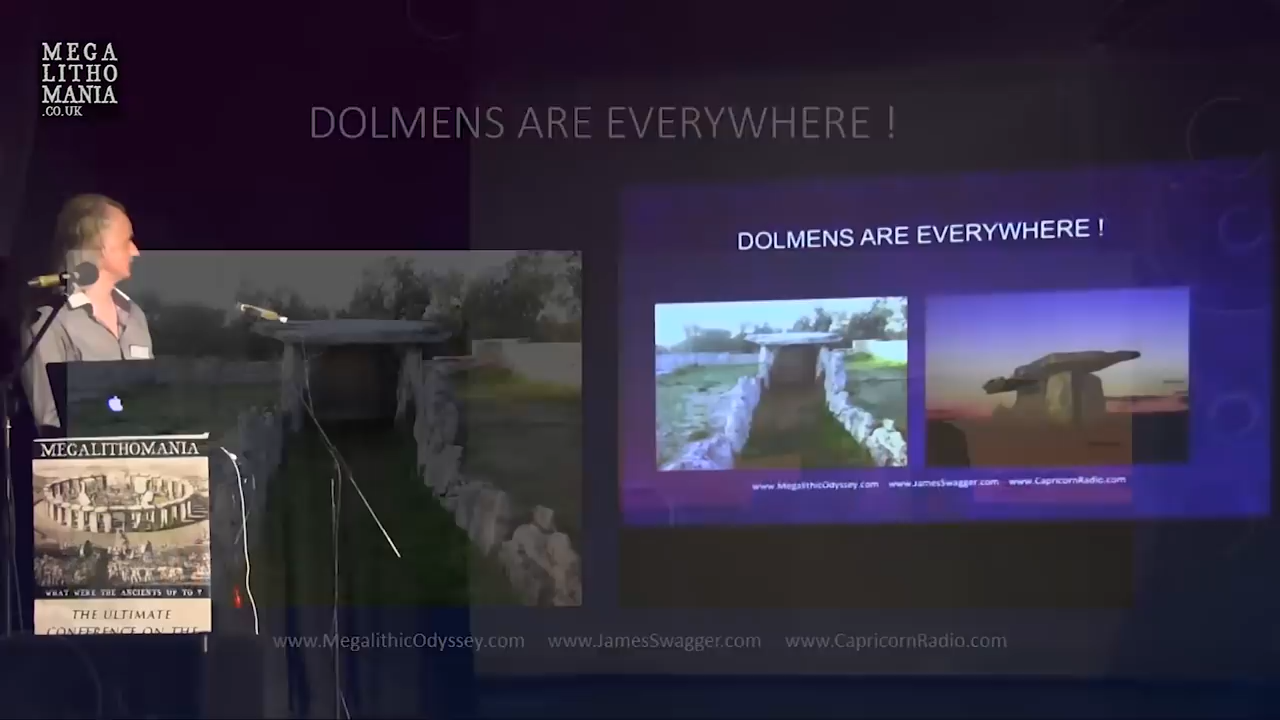 MEGA
LITHO
MANIA
.CO.UK
DOLMENS ARE EVERYWHERE !
DOLMENS ARE EVERYWHERE !
www.MegalithicOdyssey.com www.JamesSwagger.com www.CapricornRadio.com
MEGALITHOMANIA
WHAT WERE THE ANCIENTS UP TO ?
THE ULTIMATE
CONFERENCE ON THE
www.MegalithicOdyssey.com www.JamesSwagger.com www.CapricornRadio.com